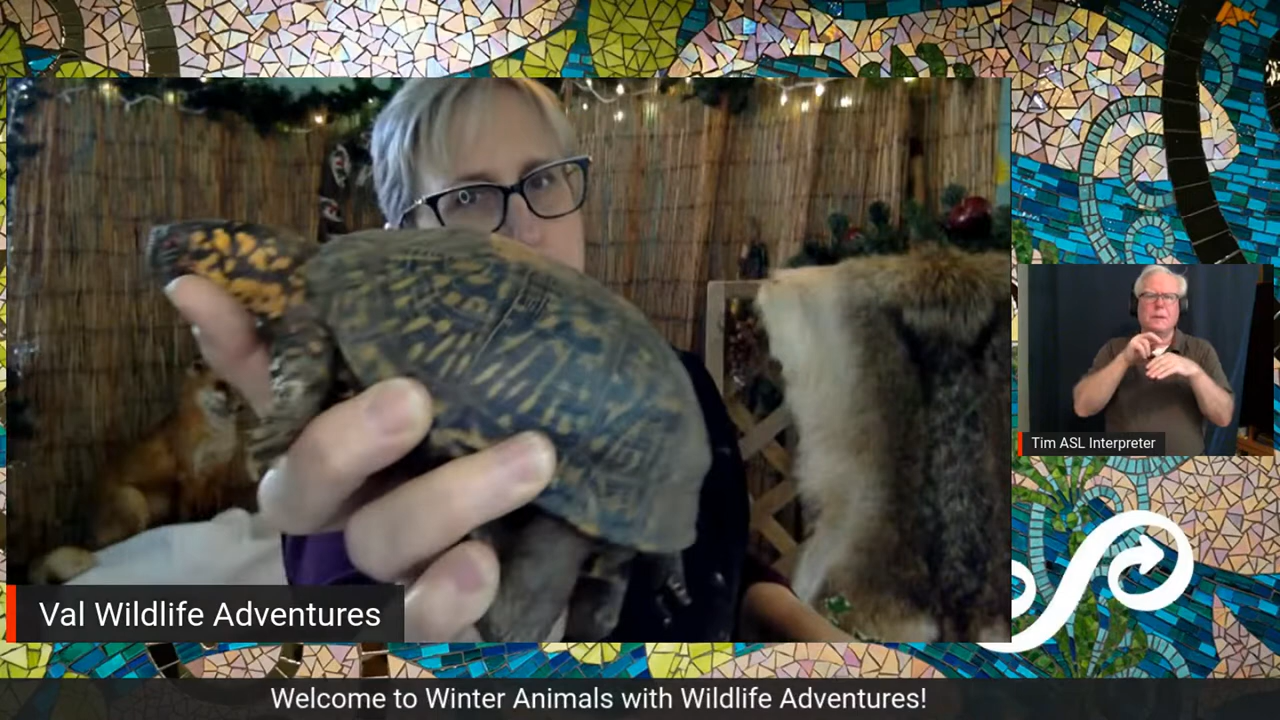 Val Wildlife Adventures
Tim ASL Interpreter
Welcome to Winter Animals with Wildlife Adventures!